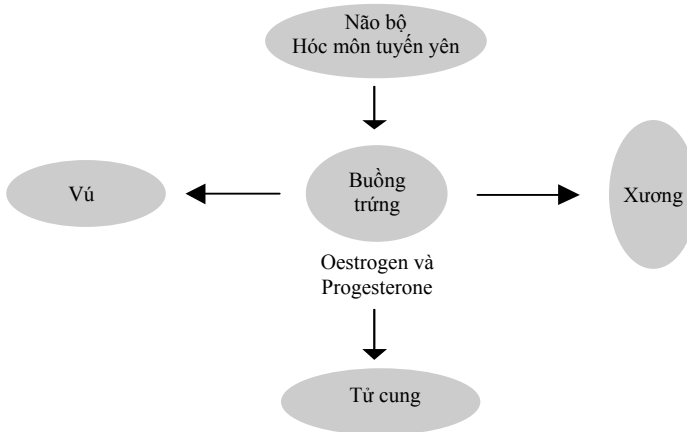 Não bộ
Hóc môn tuyến yên
Vú
Buồng
trứng
Xương
Oestrogen và
Progesterone
Tử cung